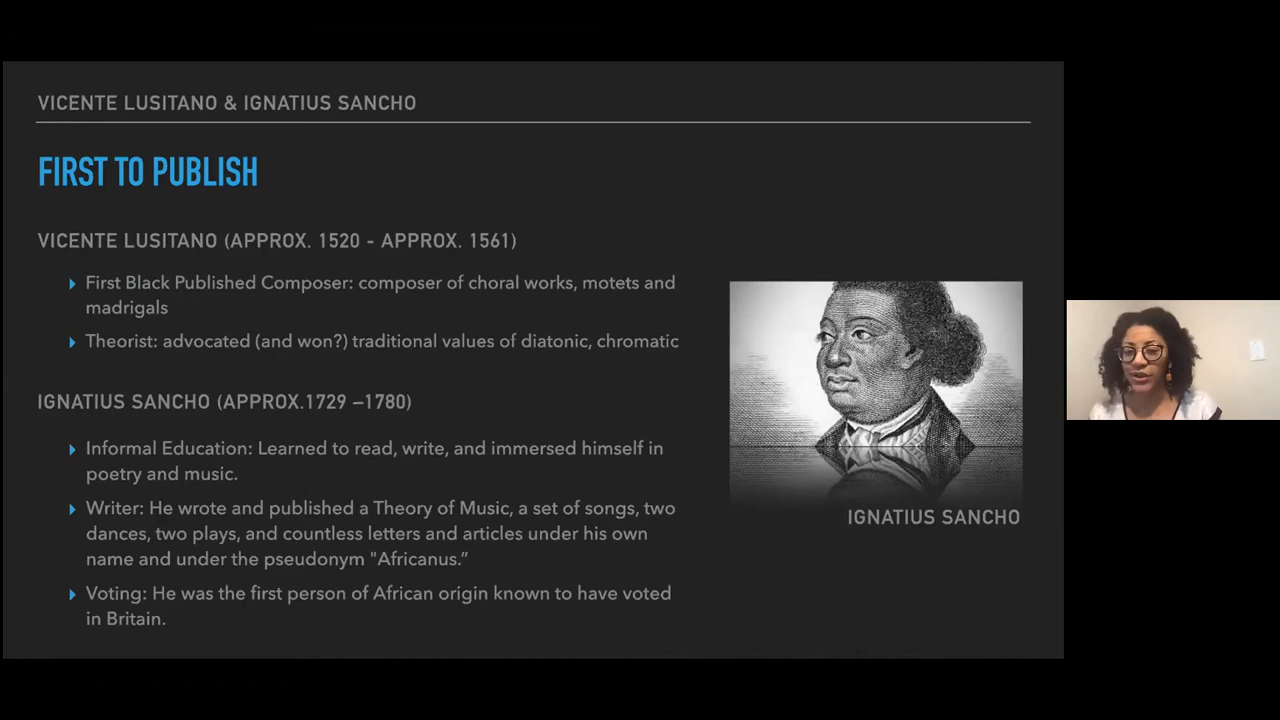 VICENTE LUSITANO & IGNATIUS SANCHO
FIRST TO PUBLISH
VICENTE LUSITANO (APPROX. 1520 - APPROX. 1561)
First Black Published Composer: composer of choral works, motets and
madrigals
Theorist: advocated (and won?) traditional values of diatonic, chromatic
IGNATIUS SANCHO (APPROX.1729 –1780)
Informal Education: Learned to read, write, and immersed himself in
poetry and music.
Writer: He wrote and published a Theory of Music, a set of songs, two
dances, two plays, and countless letters and articles under his own
name and under the pseudonym "Africanus.”
Voting: He was the first person of African origin known to have voted
in Britain.
IGNATIUS SANCHO